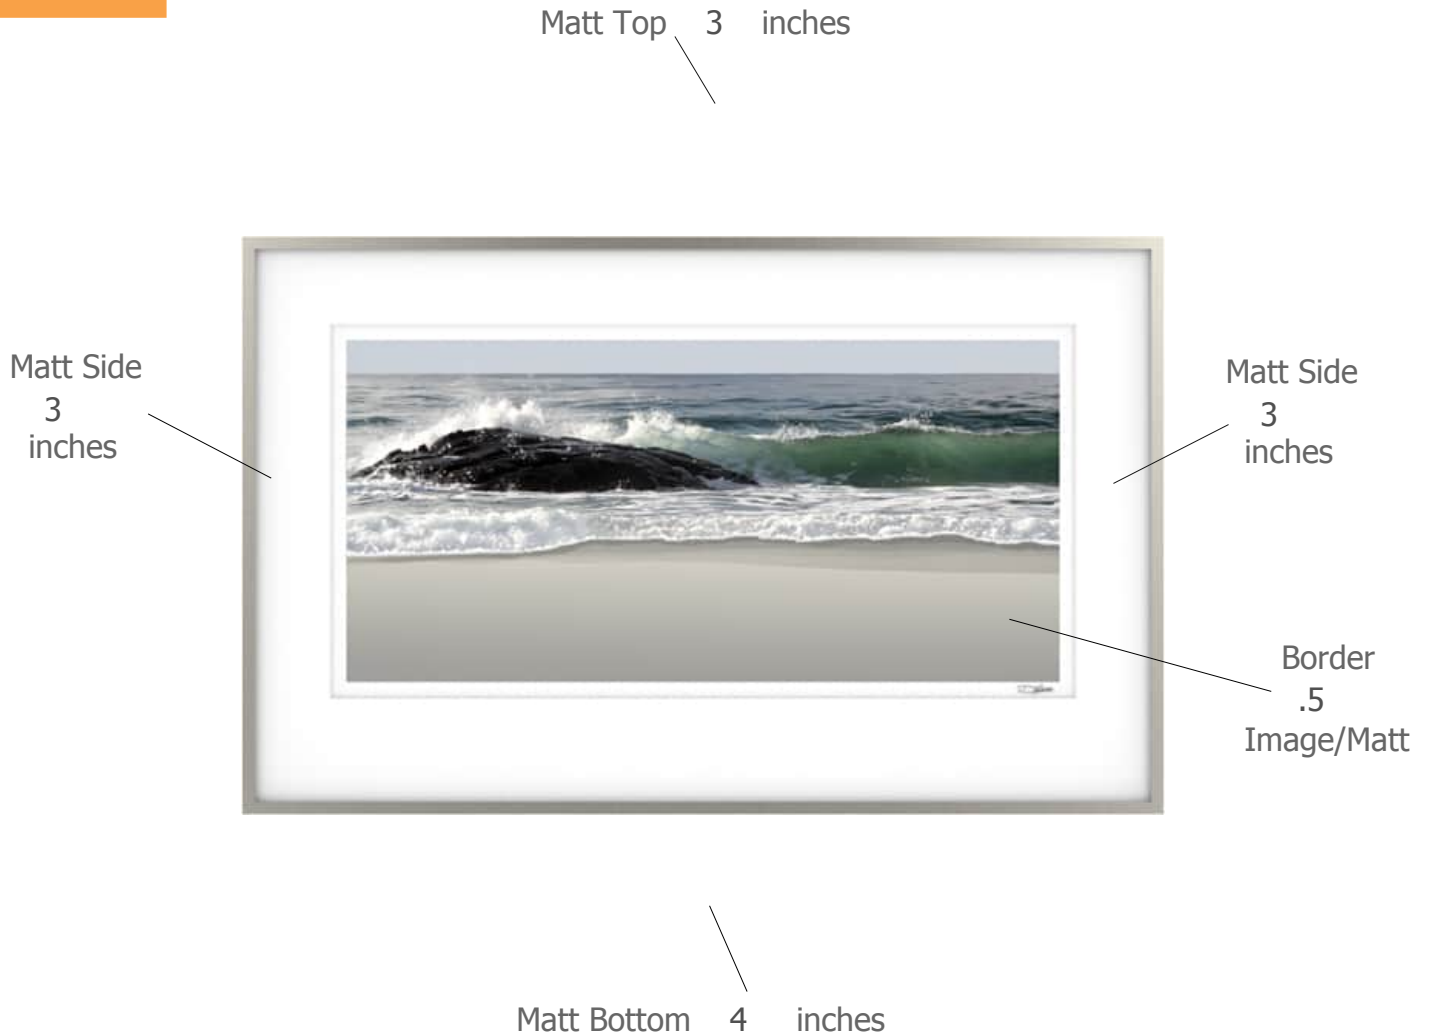 Matt Top 3 inches
Matt Side
3
inches
Matt Side
3
inches
Border
.5
Image/Matt
Matt Bottom 4 inches